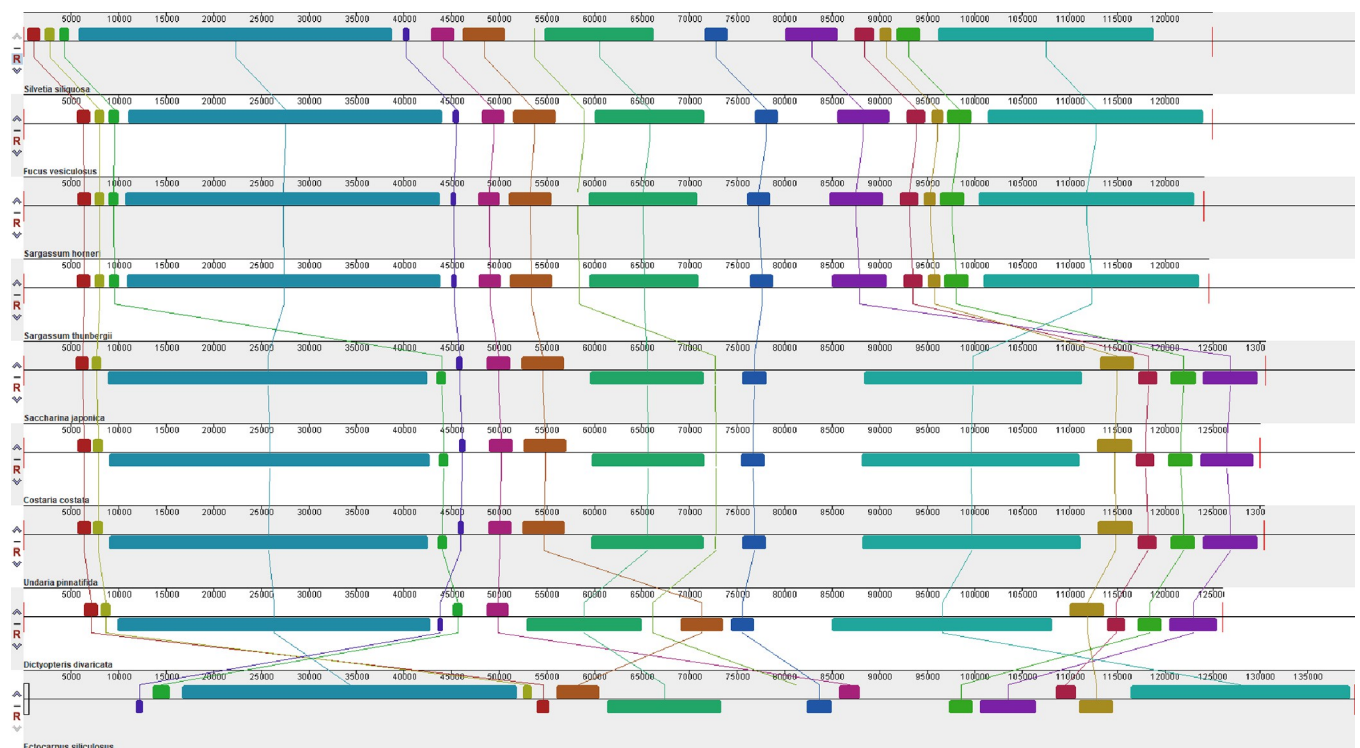 5000 10000 15000 20000 25000 30000 35000 40000 45000 50000 55000 60000 65000 70000 75000 80000 85000 90000 95000 100000 105000 110000 115000 120000
R
Silvetia siliquosa
5000 10000 15000 20000 25000 30000 35000 40000 45000 50000 55000 60000 65000 70000 75000 80000 85000 90000 95000 100000 105000 110000 115000 120000
R
Fucus vesiculosus
5000 10000 15000 20000 25000 30000 35000 40000 45000 50000 55000 60000 65000 70000 75000 80000 85000 90000 95000 100000 105000 110000 115000 120000
R
Sargassum horneri
5000 10000 15000 20000 25000 30000 35000 40000 45000 50000 55000 60000 65000 70000 75000 80000 85000 90000 95000 100000 105000 110000 115000 120000
R
Sargassum thunbergii
5000 10000 15000 20000 25000 30000 35000 40000 45000 50000 55000 60000 65000 70000 75000 80000 85000 90000 95000 100000 105000 110000 115000 120000 125000 1300
R
Saccharina japonica
5000 10000 15000 20000 25000 30000 35000 40000 45000 50000 55000 60000 65000 70000 75000 80000 85000 90000 95000 100000 105000 110000 115000 120000 125000
R
Costaria costata
5000 10000 15000 20000 25000 30000 35000 40000 45000 50000 55000 60000 65000 70000 75000 80000 85000 90000 95000 100000 105000 110000 115000 120000 125000 1300
R
Undaria pinnatifida
5000 10000 15000 20000 25000 30000 35000 40000 45000 50000 55000 60000 65000 70000 75000 80000 85000 90000 95000 100000 105000 110000 115000 120000 125000
R
Dictyopteris divaricata
5000 10000 15000 20000 25000 30000 35000 40000 45000 50000 55000 60000 65000 70000 75000 80000 85000 90000 95000 100000 105000 110000 115000 120000 125000 130000 135000
R
Ectocarpus siliculosus